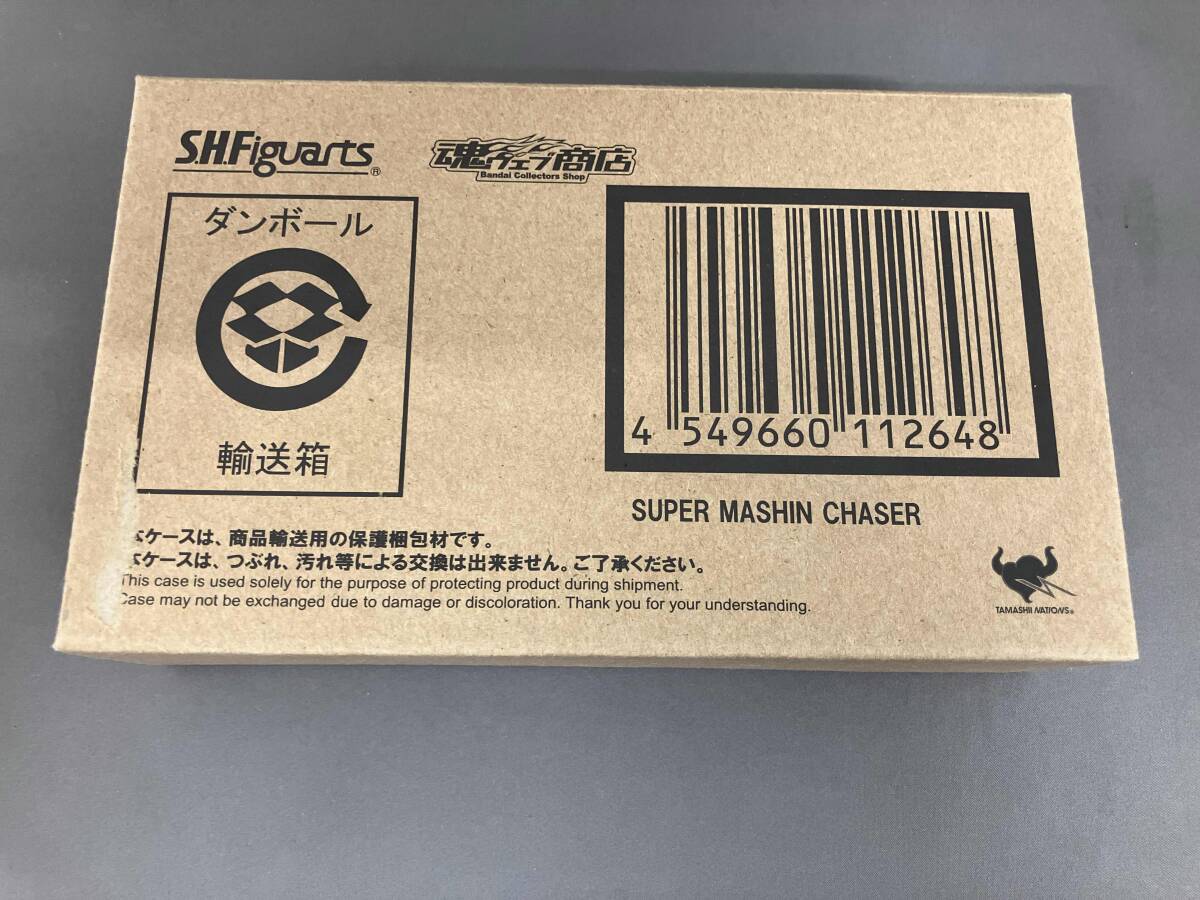 S.H.Figuarts®
魂ウェブ商店
Bandai Collectors Shop
ダンボール
輸送箱
4 549660 112648
SUPER MASHIN CHASER
本ケースは、商品輸送用の保護梱包材です。
本ケースは、つぶれ、汚れ等による交換は出来ません。ご了承ください。
This case is used solely for the purpose of protecting product during shipment.
Case may not be exchanged due to damage or discoloration. Thank you for your understanding.
TAMASHII NATIONS®